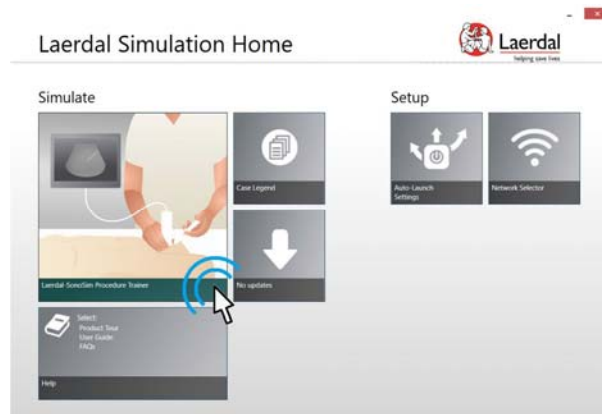 Laerdal Simulation Home
Laerdal
helping save lives
Simulate
Setup
Case Legend
Auto-Launch
Settings
Network Selector
Laerdal-SonoSim Procedure Trainer
No updates
Select:
Product Tour
User Guide
FAQs
Help